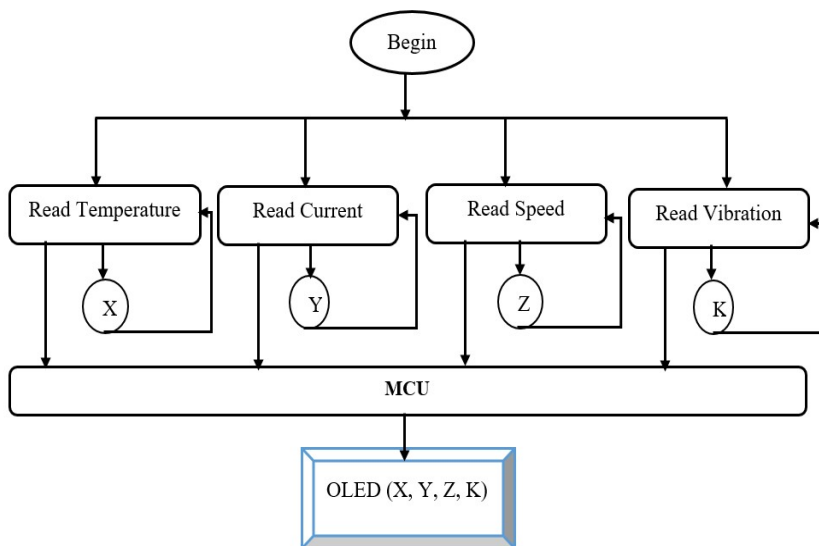 Begin
Read Temperature
Read Current
Read Speed
Read Vibration
X
Y
Z
K
MCU
OLED (X, Y, Z, K)